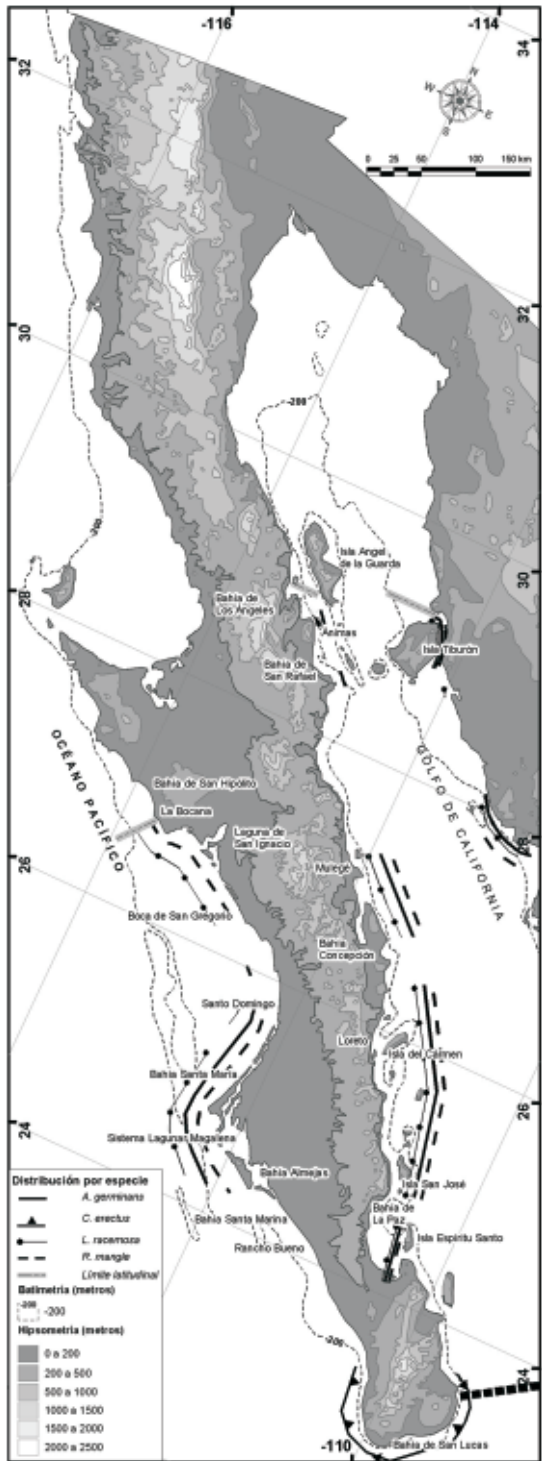 -116
-114
32
34
N
W
E
S
0 25 50 100 150 km
30
32
-200
Isla Angel
de la Guarda
-200
30
28
Bahía de
Los Angeles
Animas
Isla Tiburón
Bahía de
San Rafael
OCÉANO PACÍFICO
GOLFO DE CALIFORNIA
Bahía de San Hipólito
La Bocana
28
Laguna de
San Ignacio
26
Mulegé
Boca de San Gregorio
Bahía
Concepción
Santo Domingo
Loreto
Isla del Carmen
Bahía Santa María
26
24
Sistema Lagunar Magalena
Bahía Almejas
Isla San José
Distribución por especie
A. germinans
C. erectus
L. racemosa
R. mangle
Límite latitudinal
Bahía Santa Marina
Bahía de
La Paz
Isla Espíritu Santo
Rancho Bueno
Batimetría (metros)
-200
-200
Hipsometría (metros)
0 a 200
200 a 500
500 a 1000
1000 a 1500
1500 a 2000
2000 a 2500
-200
24
-110
Bahía de San Lucas